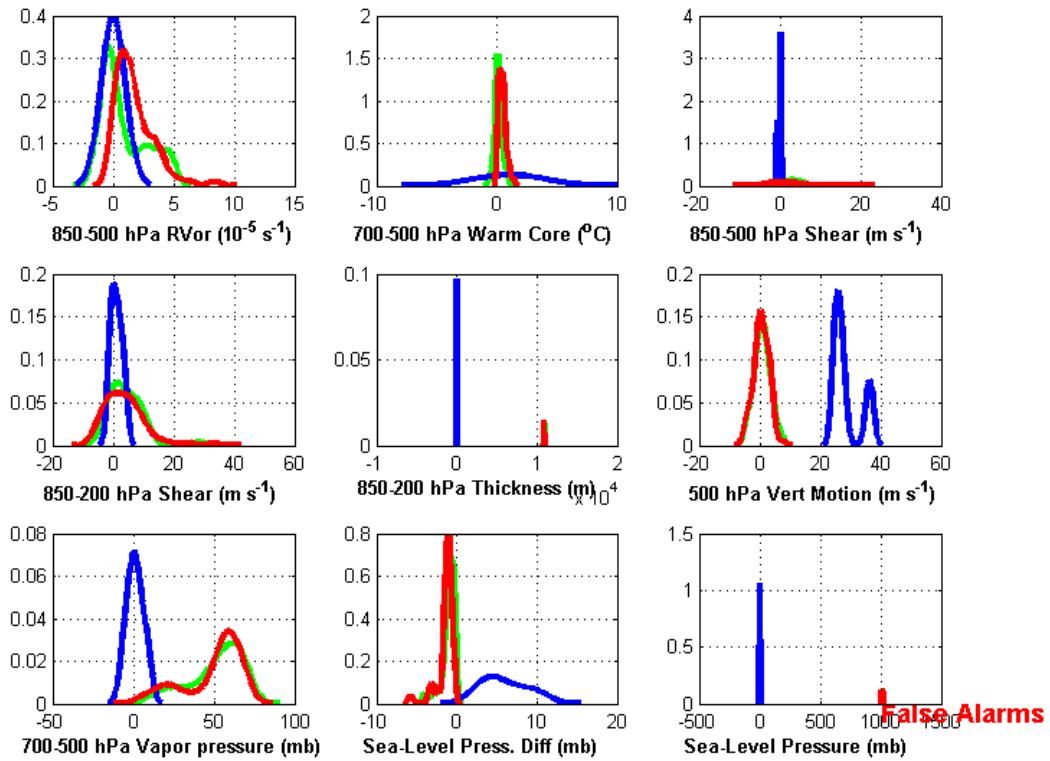 0.4 2 4
0.3 1.5 3
0.2 1 2
0.1 0.5 1
0 0 0
-5 0 5 10 15 -10 0 10 -20 0 20 40
850-500 hPa RVor (10-5 s-1) 700-500 hPa Warm Core (oC) 850-500 hPa Shear (m s-1)
0.2 0.1 0.2
0.15 0.15
0.1 0.05 0.1
0.05 0.05
0 0 0
-20 0 20 40 60 -1 0 1 2 -20 0 20 40 60
850-200 hPa Shear (m s-1) 850-200 hPa Thickness (m) x 104 500 hPa Vert Motion (m s-1)
0.08 0.8 1.5
0.06 0.6 1
0.04 0.4
0.02 0.2 0.5
0 0 0
-50 0 50 100 -10 0 10 20 -500 0 500 1000 1500
False Alarms
700-500 hPa Vapor pressure (mb) Sea-Level Press. Diff (mb) Sea-Level Pressure (mb)